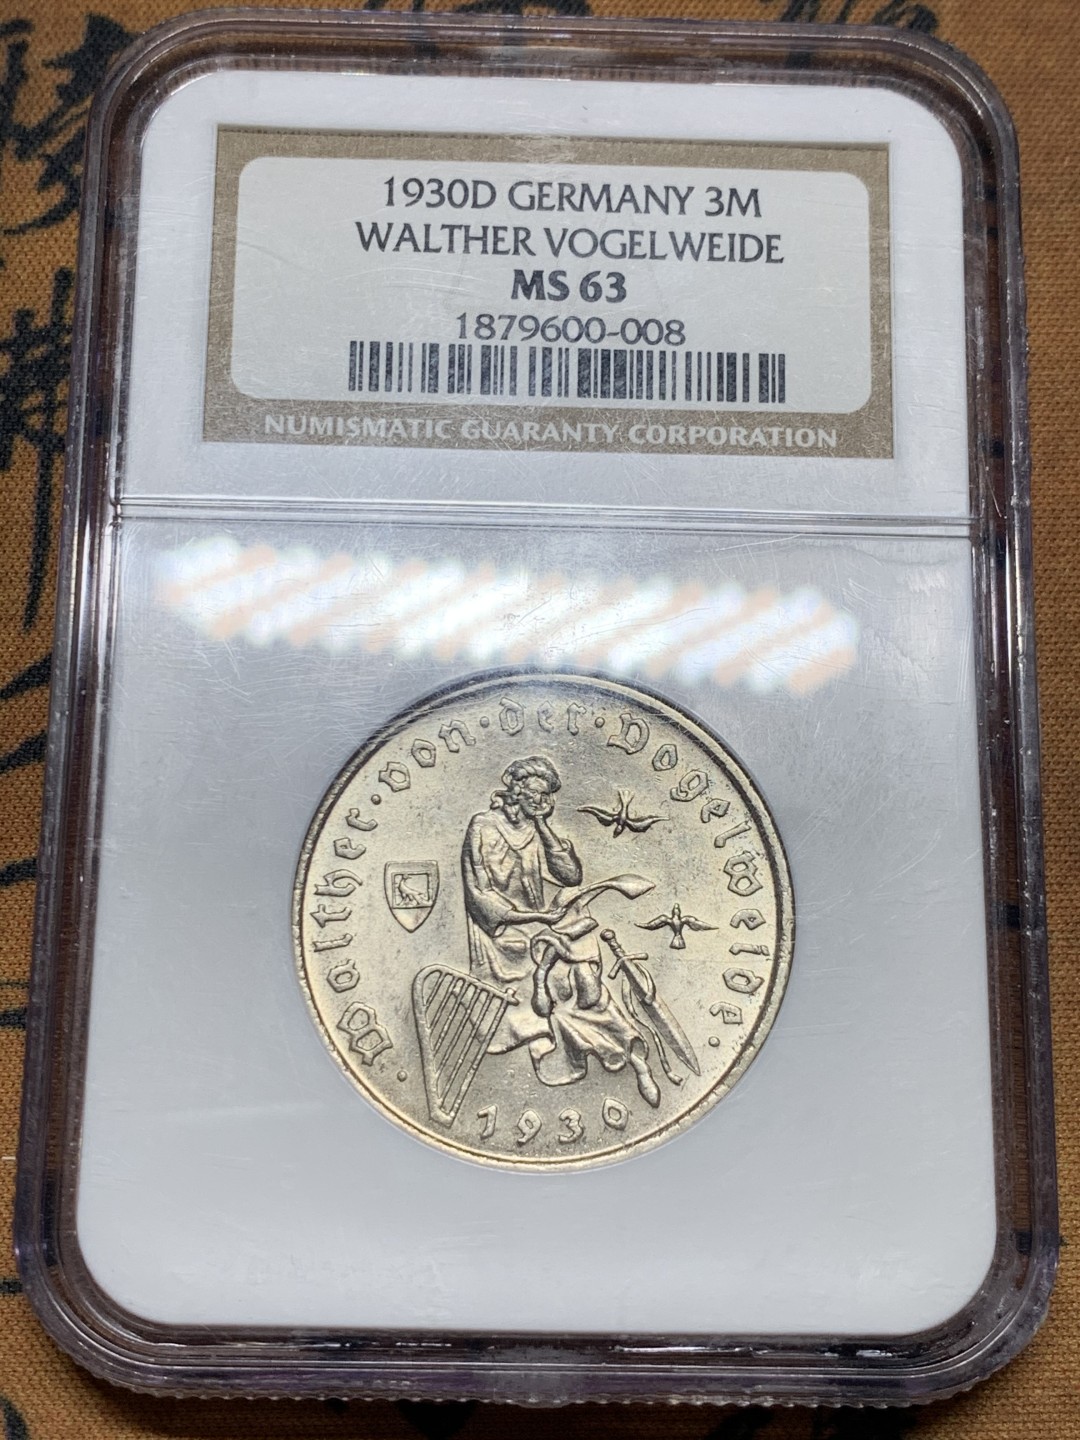 1930D GERMANY 3M
WALTHER VOGELWEIDE
MS 63
1879600-008
NUMISMATIC GUARANTY CORPORATION
· Walther · von · der · Vogelweide ·
1930